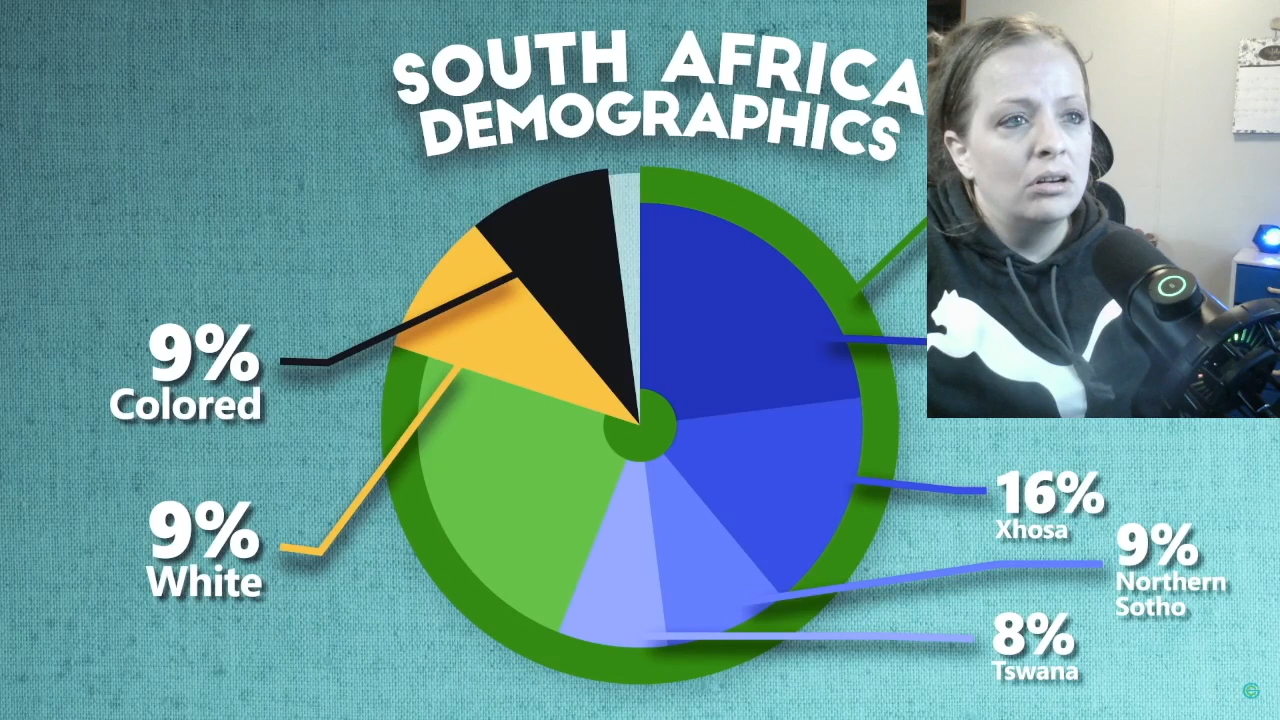 SOUTH AFRICA
DEMOGRAPHICS
9%
Colored
9%
White
16%
Xhosa
9%
Northern
Sotho
8%
Tswana